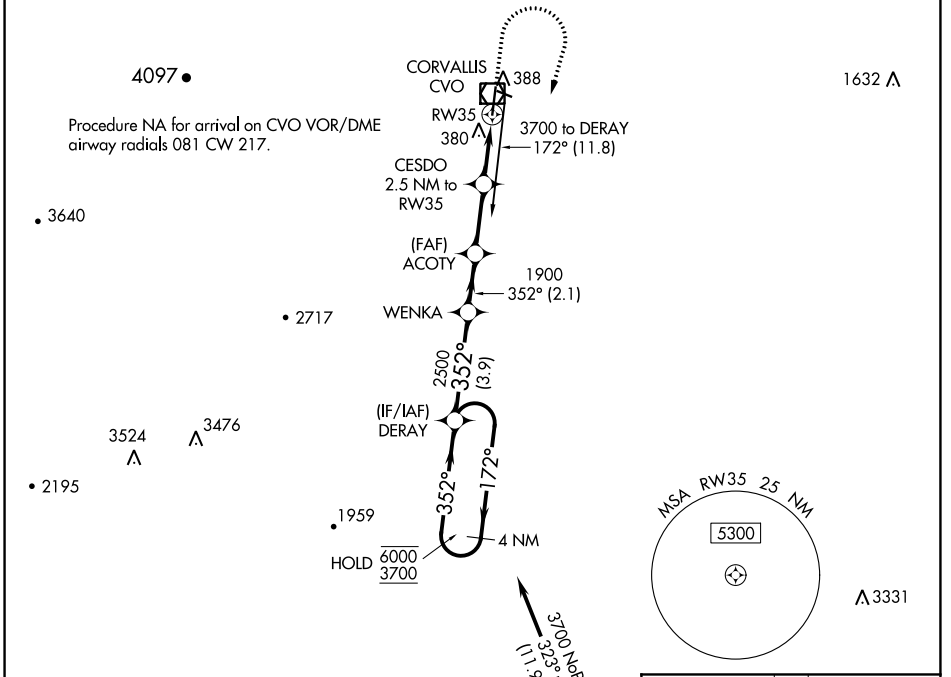 4097
CORVALLIS
CVO
388
1632
RW35
380
Procedure NA for arrival on CVO VOR/DME
airway radials 081 CW 217.
3700 to DERAY
172° (11.8)
CESDO
2.5 NM to
RW35
3640
(FAF)
ACOTY
1900
352° (2.1)
WENKA
2717
2500
352°
(3.9)
(IF/IAF)
DERAY
3524
3476
352°
172°
2195
1959
4 NM
HOLD 6000
3700
MSA RW35 25 NM
5300
3331
3700
323°